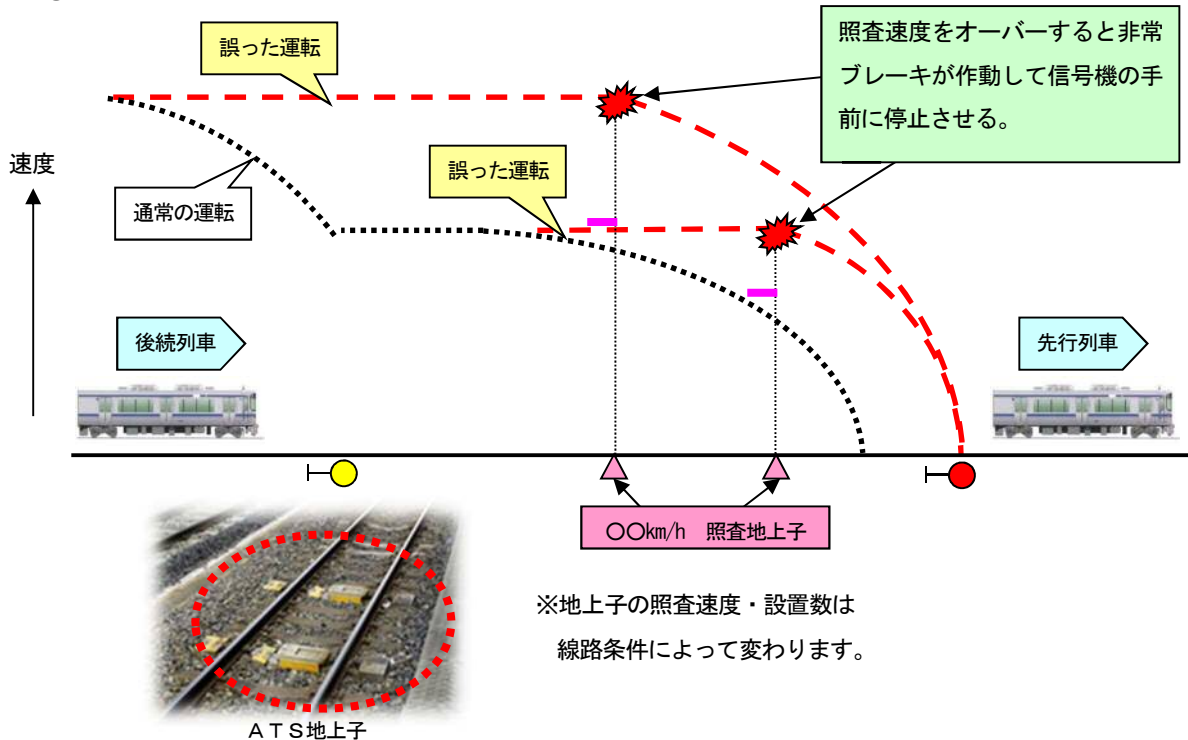 誤った運転
照査速度をオーバーすると非常
ブレーキが作動して信号機の手
前に停止させる。
速度
誤った運転
通常の運転
後続列車
先行列車
〇〇km/h 照査地上子
※地上子の照査速度・設置数は
線路条件によって変わります。
ＡＴＳ地上子